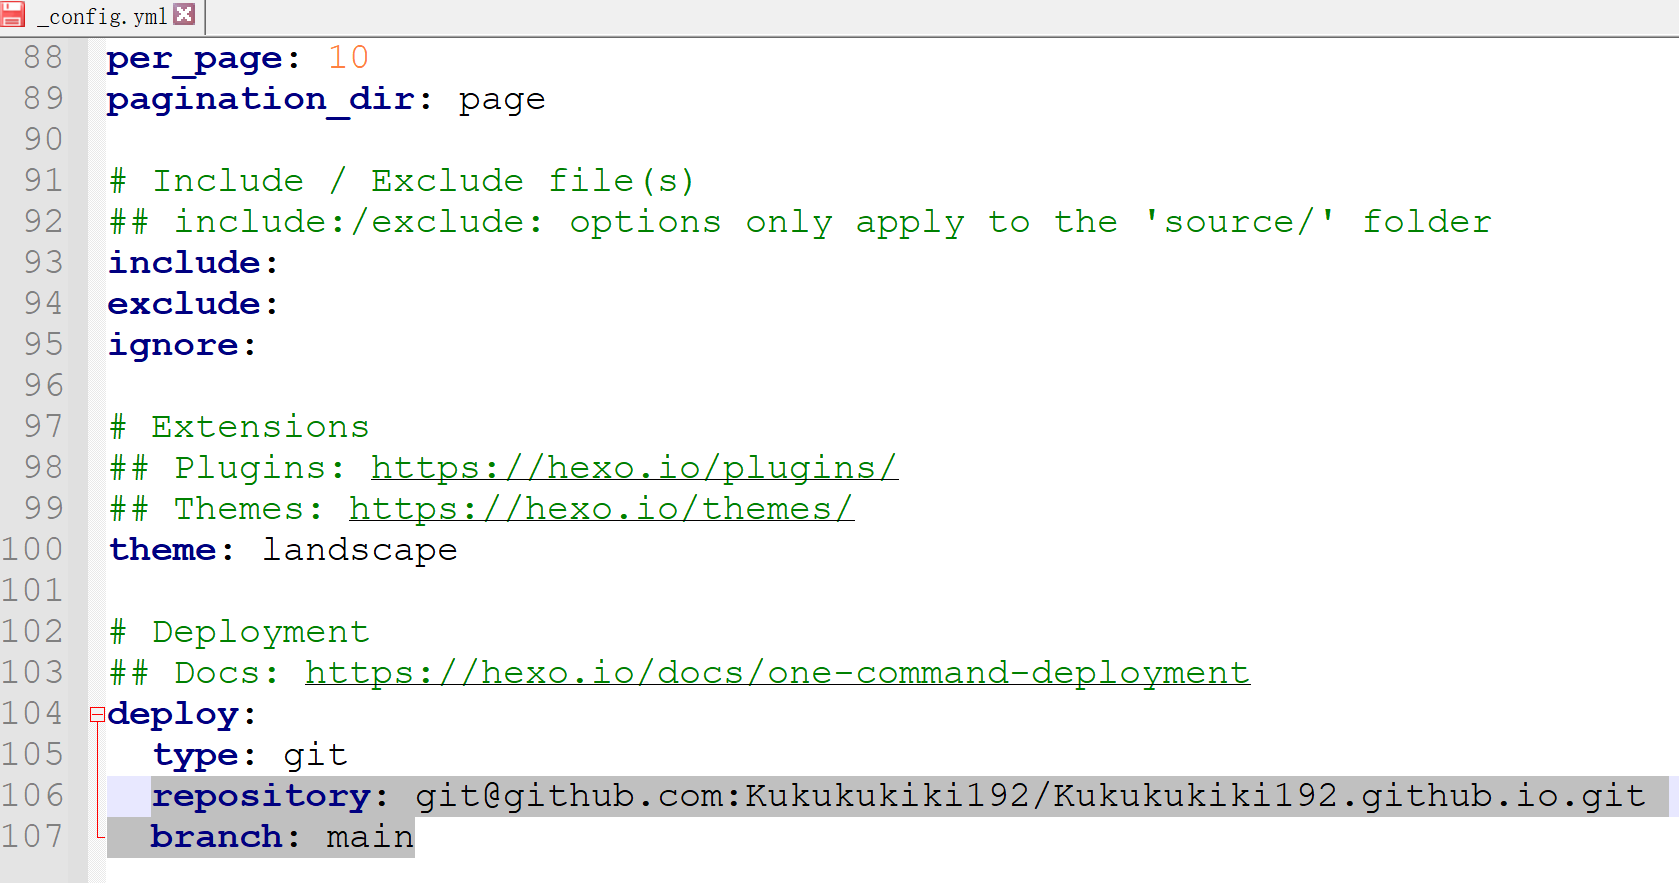 _config.yml
88 per_page: 10
89 pagination_dir: page
90
91 # Include / Exclude file(s)
92 ## include:/exclude: options only apply to the 'source/' folder
93 include:
94 exclude:
95 ignore:
96
97 # Extensions
98 ## Plugins: https://hexo.io/plugins/
99 ## Themes: https://hexo.io/themes/
100 theme: landscape
101
102 # Deployment
103 ## Docs: https://hexo.io/docs/one-command-deployment
104 deploy:
105   type: git
106   repository: git@github.com:Kukukukiki192/Kukukukiki192.github.io.git
107   branch: main